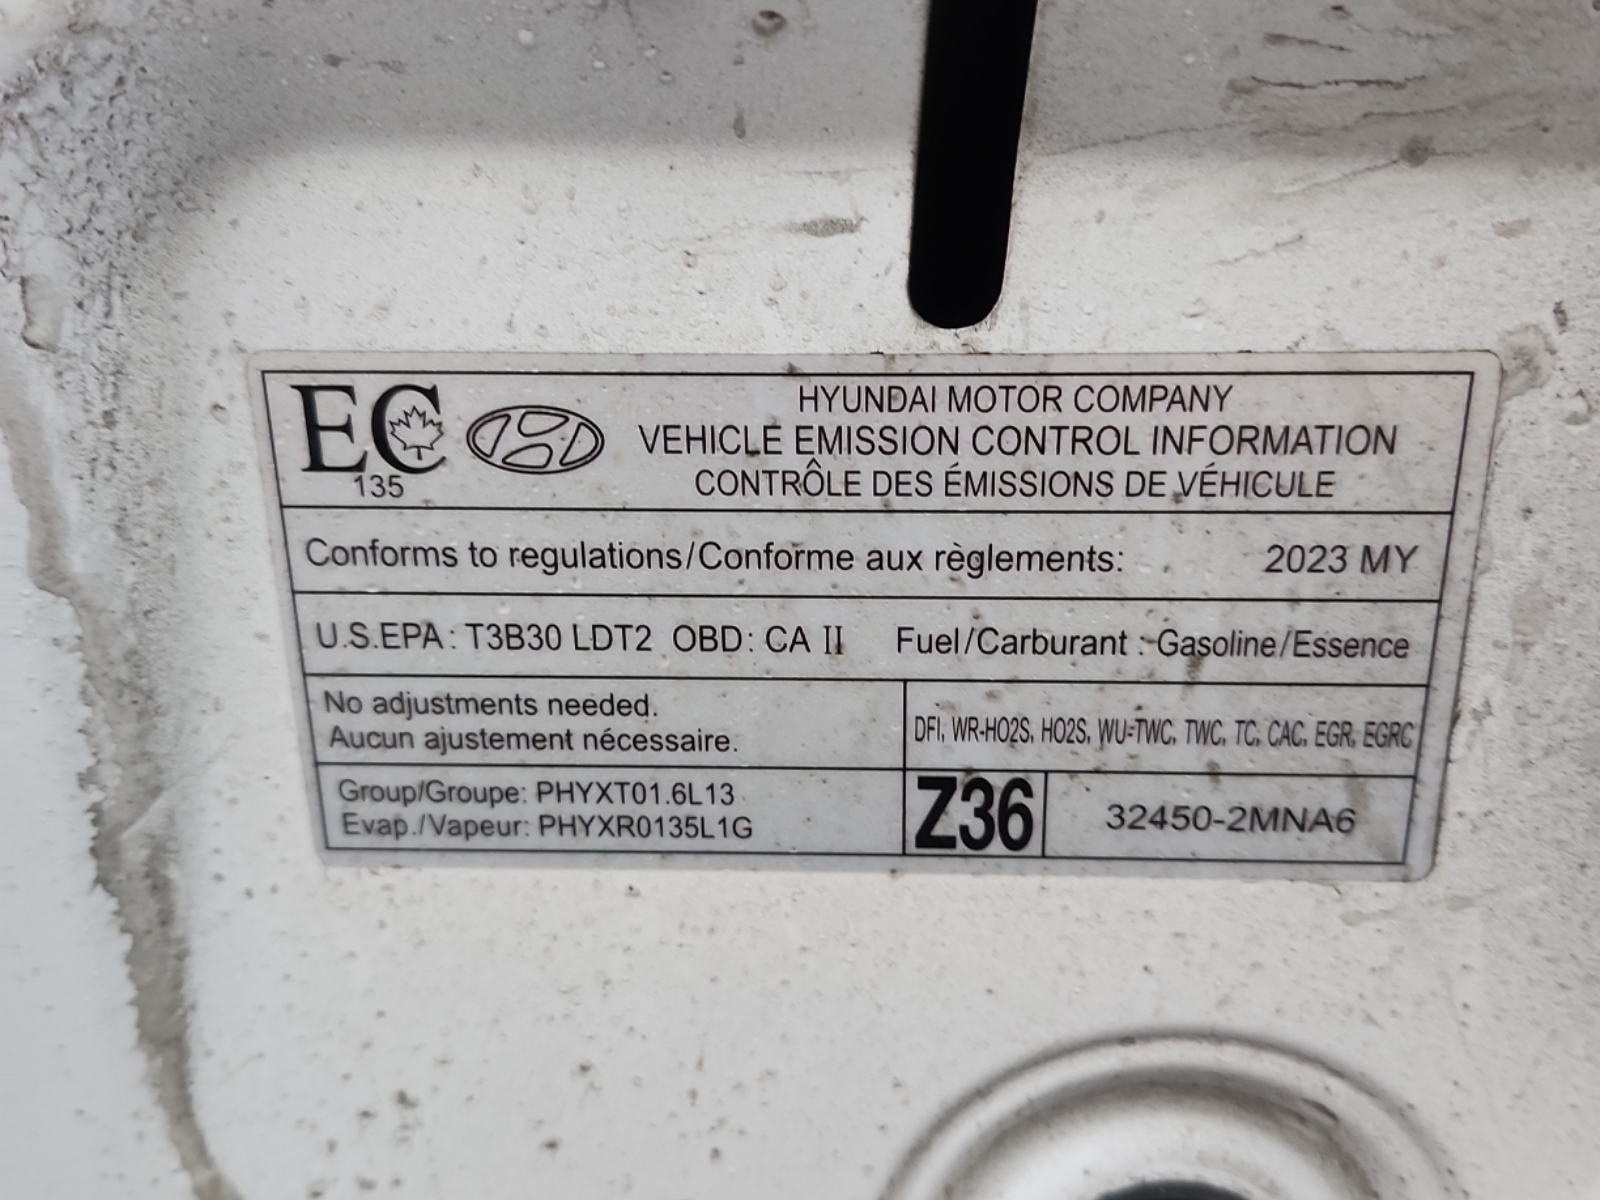 EC
135
HYUNDAI MOTOR COMPANY
VEHICLE EMISSION CONTROL INFORMATION
CONTRÔLE DES ÉMISSIONS DE VÉHICULE
Conforms to regulations/Conforme aux règlements: 2023 MY
U.S.EPA: T3B30 LDT2 OBD: CA II Fuel/Carburant : Gasoline/Essence
No adjustments needed.
Aucun ajustement nécessaire.
DFI, WR-HO2S, HO2S, WU-TWC, TWC, TC, CAC, EGR, EGRC
Group/Groupe: PHYXT01.6L13
Evap./Vapeur: PHYXR0135L1G
Z36
32450-2MNA6